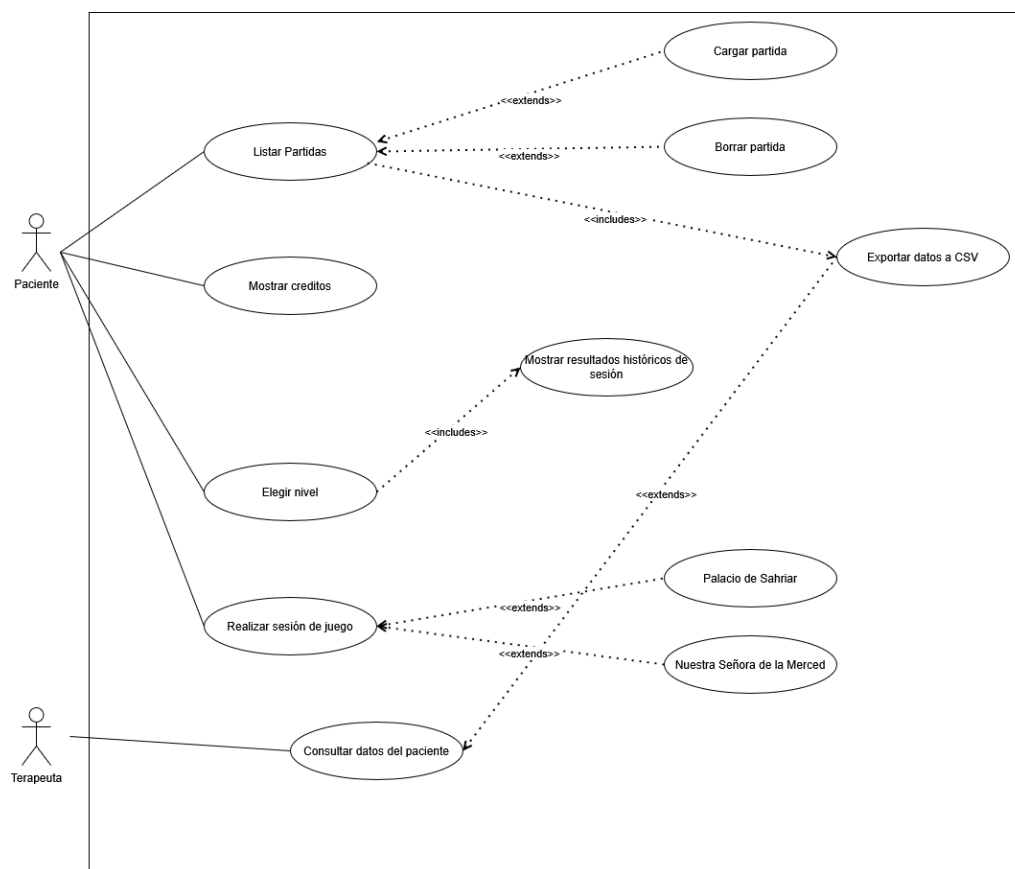 Cargar partida
<<extends>>
Listar Partidas
Borrar partida
<<extends>>
<<includes>>
Exportar datos a CSV
Paciente
Mostrar creditos
Mostrar resultados históricos de
sesión
<<includes>>
Elegir nivel
<<extends>>
Palacio de Sahriar
<<extends>>
Realizar sesión de juego
<<extends>>
Nuestra Señora de la Merced
Consultar datos del paciente
Terapeuta